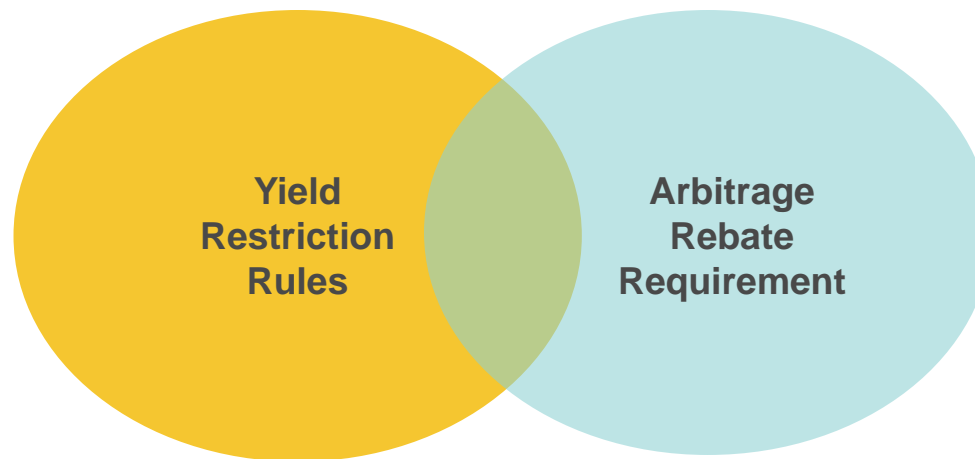 Yield
Restriction
Rules
Arbitrage
Rebate
Requirement